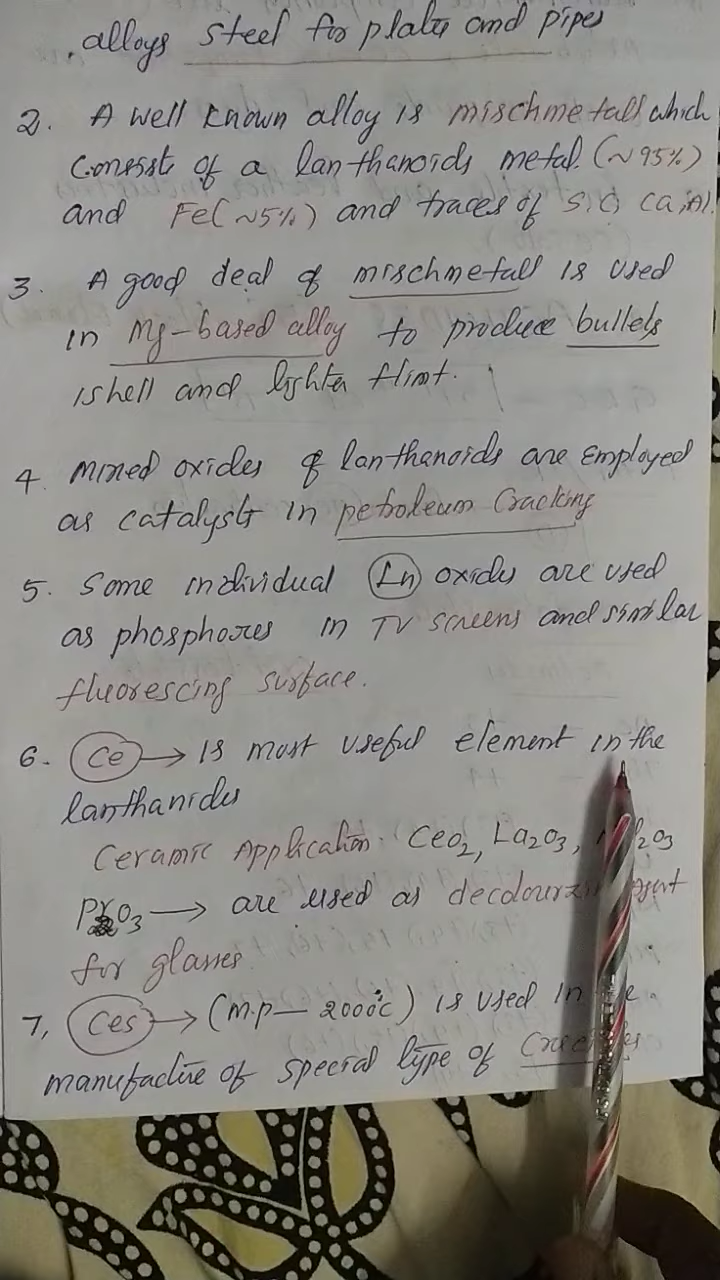 alloys steel for plates and pipes
2. A well known alloy is mischmetall which
consist of a lanthanoids metal (~95%)
and Fe(~5%) and traces of S, C, Ca, Al.
3. A good deal of mischmetall is used
in Mg-based alloy to produce bullets
, shell and lighter flint.
4. Mixed oxides of lanthanoids are employed
as catalysts in petroleum Cracking
5. Some individual Ln oxides are used
as phosphores in TV screens and similar
fluorescing surface.
6. Ce → is most useful element in the
lanthanides
Ceramic Application. CeO2, La2O3,
→ are used as
for glasses
7, CeS → (m.p— 2000°c) is used in
manufactive of special type of